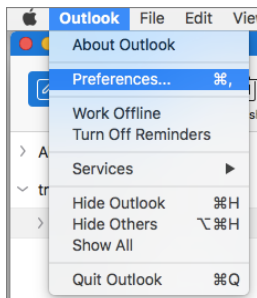 Outlook File Edit
About Outlook
Preferences... ⌘,
Work Offline
Turn Off Reminders
Services
Hide Outlook ⌘H
Hide Others ⌥⌘H
Show All
Quit Outlook ⌘Q